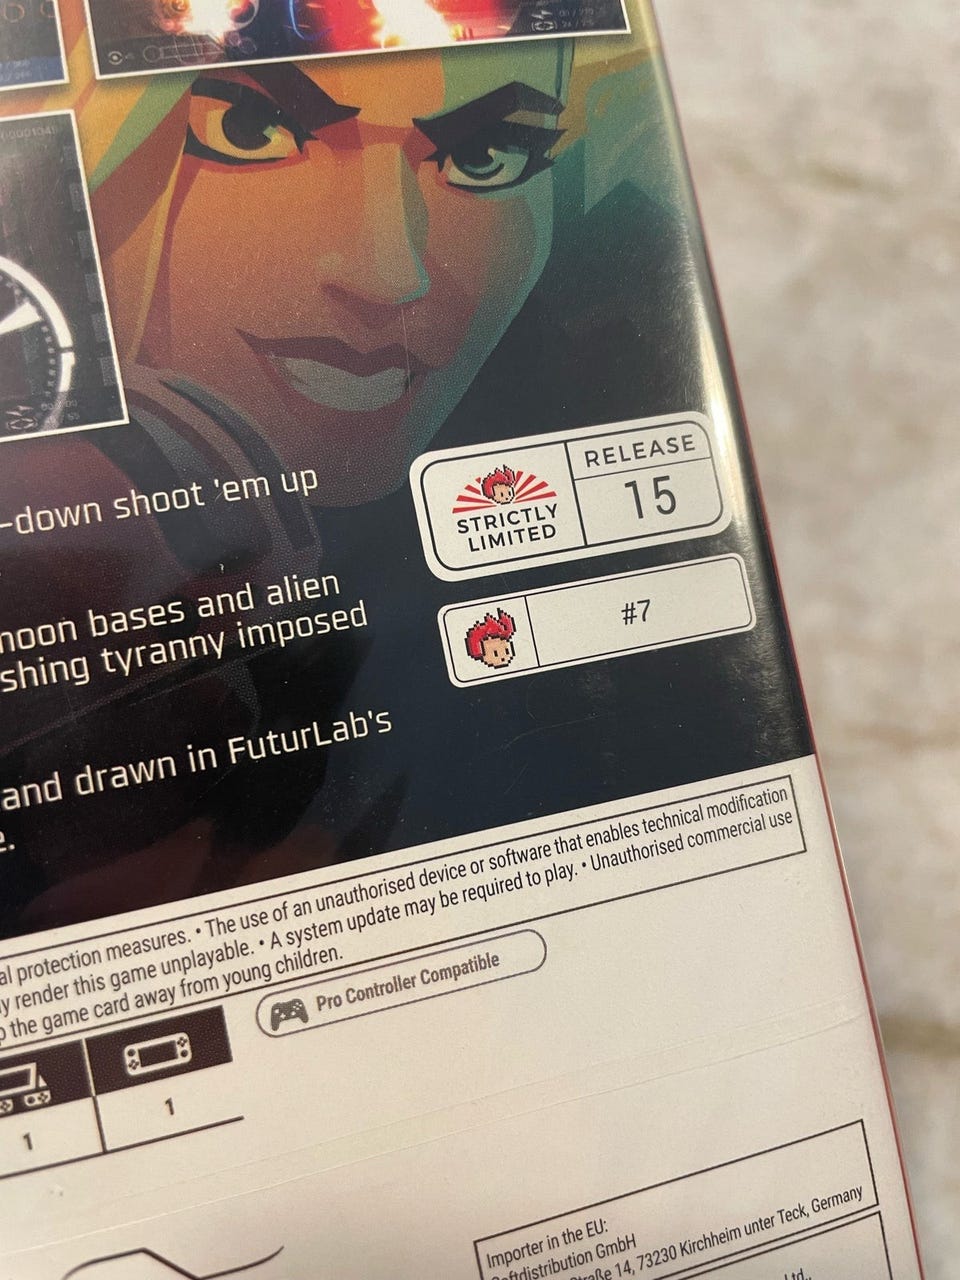 -down shoot 'em up
moon bases and alien
shing tyranny imposed
and drawn in FuturLab's
e.
STRICTLY
LIMITED
RELEASE
15
#7
al protection measures. • The use of an unauthorised device or software that enables technical modification
y render this game unplayable. • A system update may be required to play. • Unauthorised commercial use
p the game card away from young children.
Pro Controller Compatible
1
1
Importer in the EU:
Softdistribution GmbH
Straße 14, 73230 Kirchheim unter Teck, Germany
Ltd.,